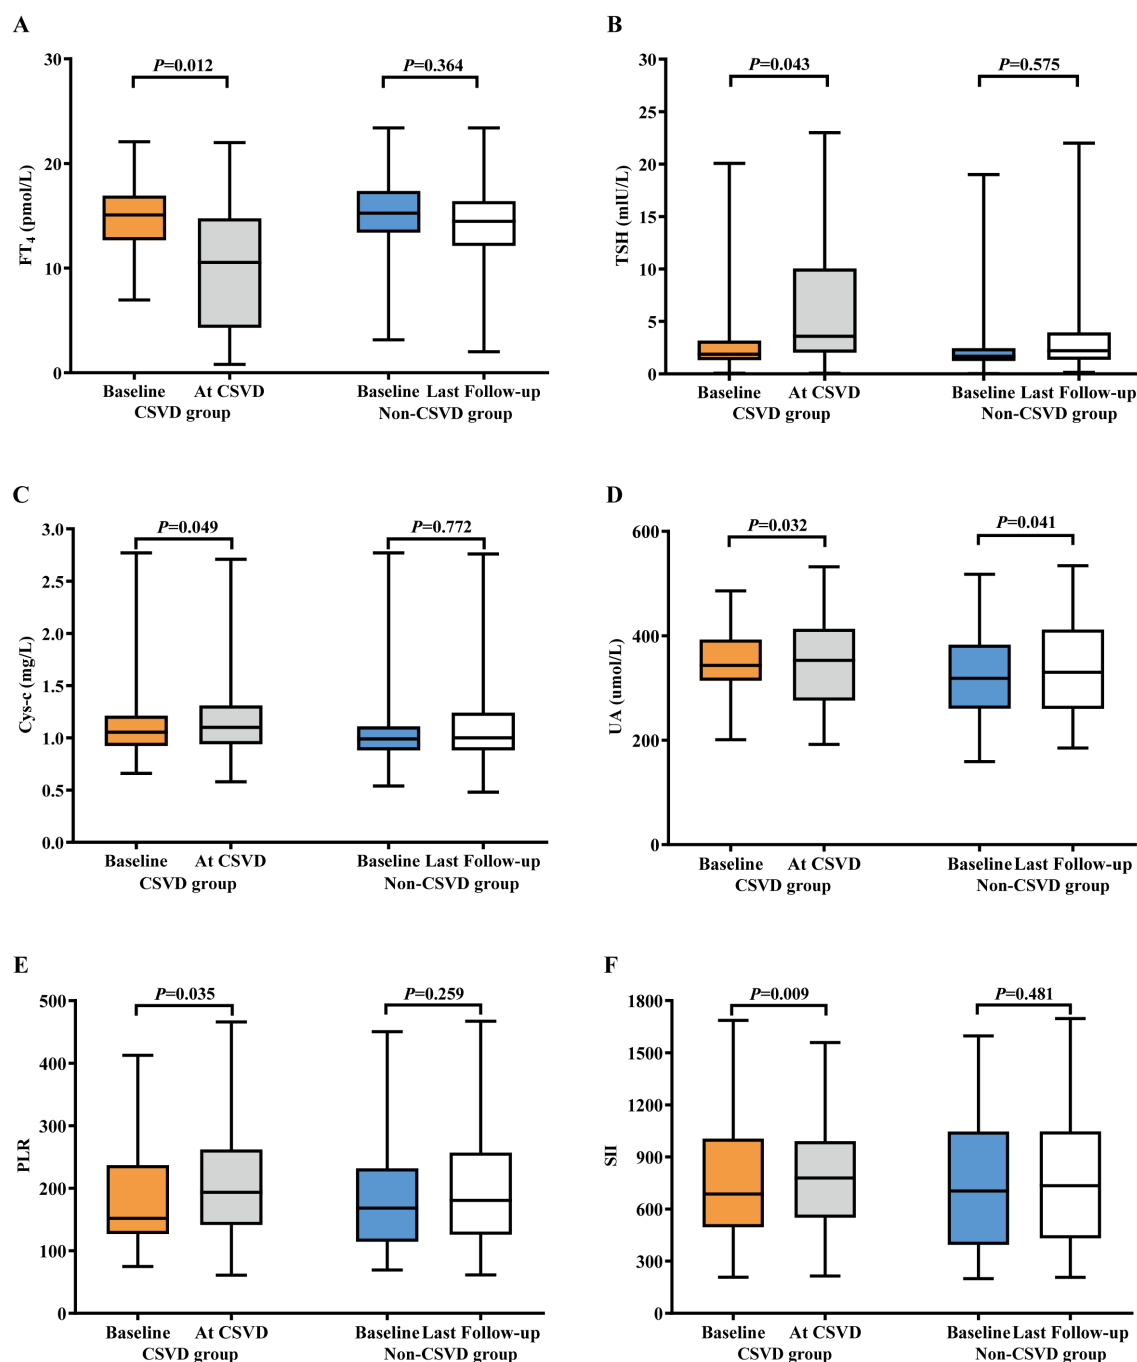 A
B
P=0.012
P=0.364
P=0.043
P=0.575
30
20
10
0
FT4 (pmol/L)
Baseline At CSVD
Baseline Last Follow-up
CSVD group
Non-CSVD group
30
25
20
15
10
5
0
TSH (mIU/L)
Baseline At CSVD
Baseline Last Follow-up
CSVD group
Non-CSVD group
C
D
P=0.049
P=0.772
P=0.032
P=0.041
3.0
2.5
2.0
1.5
1.0
0.5
0.0
Cys-c (mg/L)
Baseline At CSVD
Baseline Last Follow-up
CSVD group
Non-CSVD group
600
400
200
0
UA (umol/L)
Baseline At CSVD
Baseline Last Follow-up
CSVD group
Non-CSVD group
E
F
P=0.035
P=0.259
P=0.009
P=0.481
500
400
300
200
100
0
PLR
Baseline At CSVD
Baseline Last Follow-up
CSVD group
Non-CSVD group
1800
1500
1200
900
600
300
0
SII
Baseline At CSVD
Baseline Last Follow-up
CSVD group
Non-CSVD group